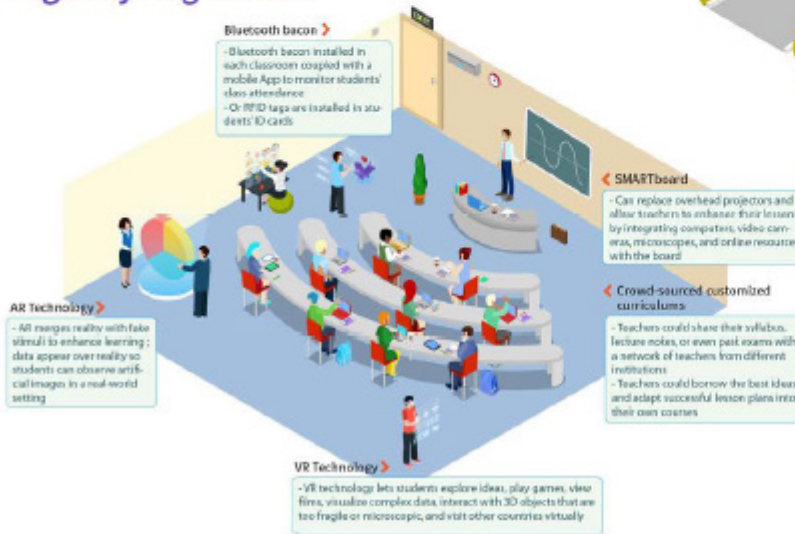 Bluetooth bacon
- Bluetooth bacon installed in
each classroom coupled with a
mobile App to monitor students'
class attendance
- Or RFID tags are installed in stu-
dents' ID cards
SMARTboard
- Can replace overhead projectors and
allow teachers to enhance their lesson
by integrating computers, video cam-
eras, microscopes, and online resource
with the board
Crowd-sourced customized
curriculums
- Teachers could share their syllabus,
lecture notes, or even past exams with
a network of teachers from different
institutions
- Teachers could borrow the best ideas
and adapt successful lesson plans into
their own courses
AR Technology
- AR merges reality with fake
stimuli to enhance learning ;
data appear over reality so
students can observe artifi-
cial images in a real-world
setting
VR Technology
- VR technology lets students explore ideas, play games, view
films, visualize complex data, interact with 3D objects that are
too fragile or microscopic, and visit other countries virtually